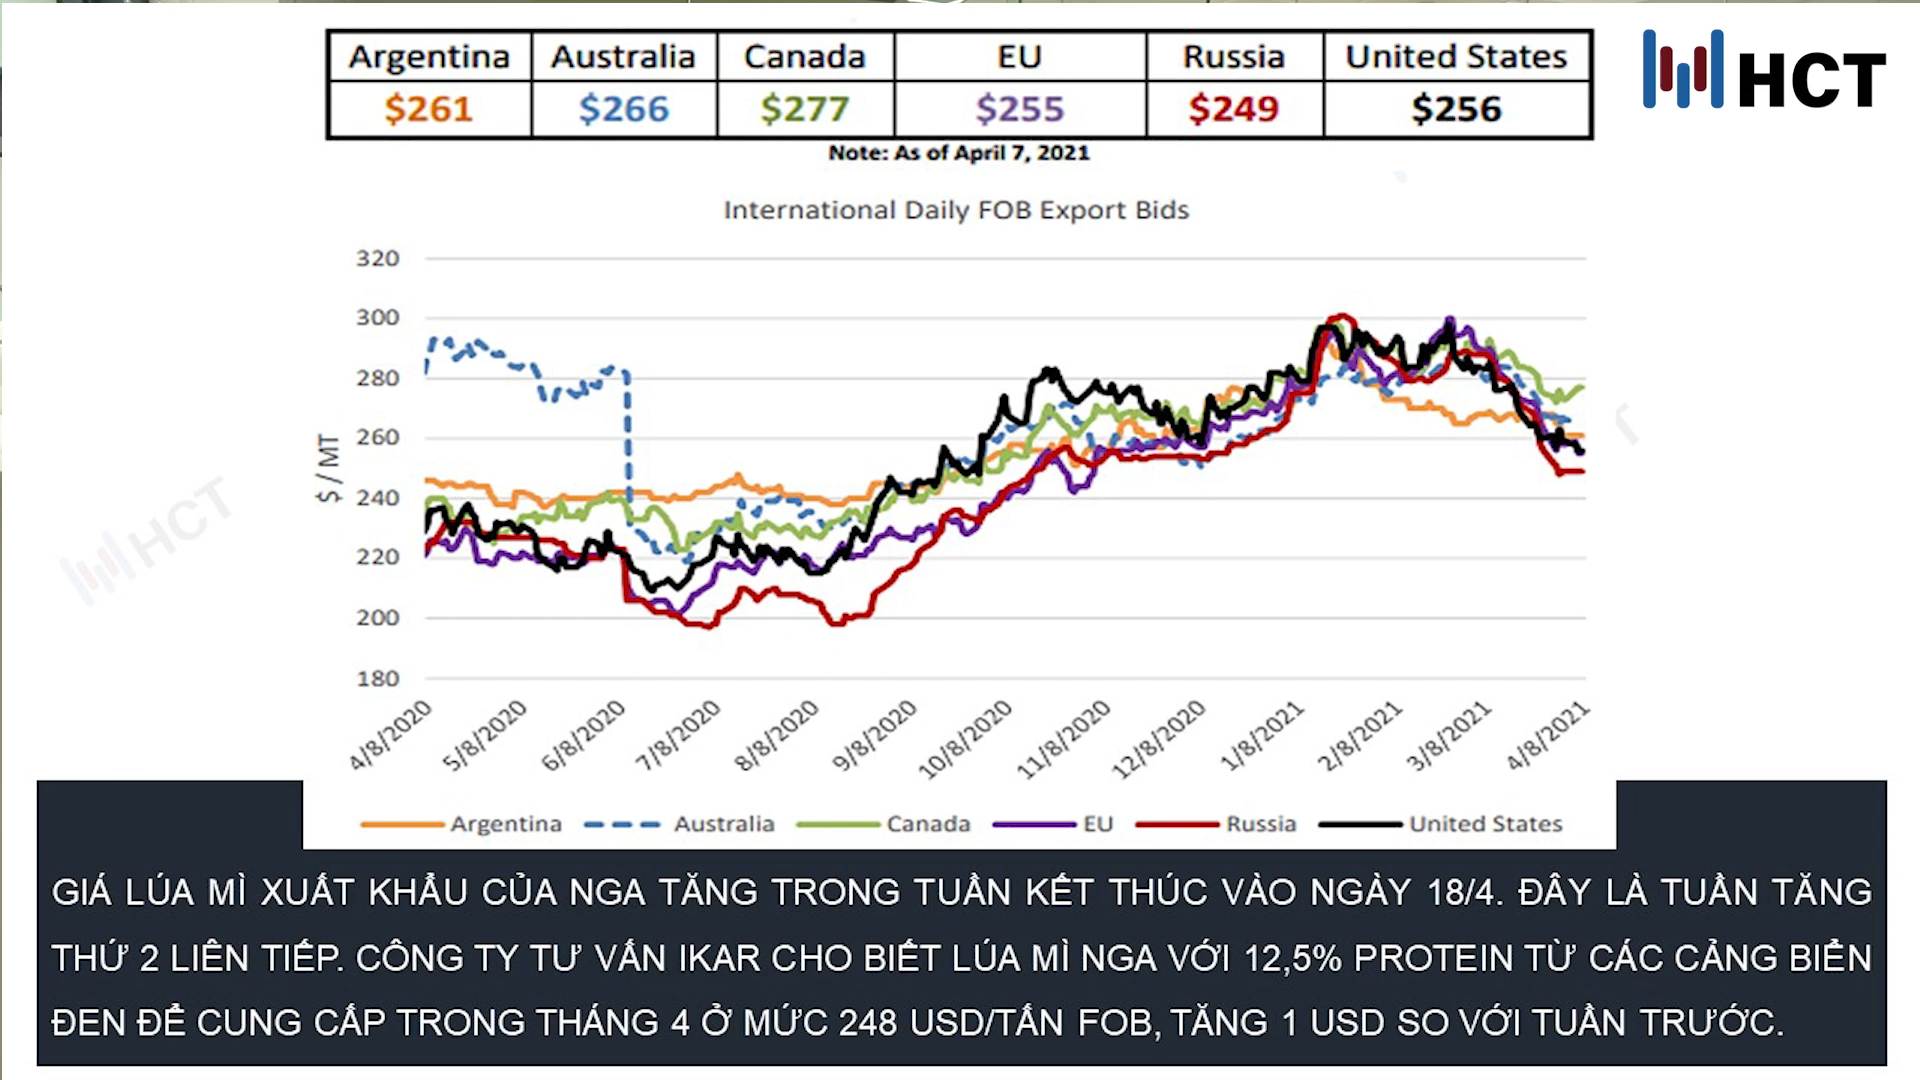 Argentina Australia Canada EU Russia United States
$261 $266 $277 $255 $249 $256
HCT
Note: As of April 7, 2021
International Daily FOB Export Bids
320
300
280
260
240
220
200
180
$ / MT
HCT
4/8/2020 5/8/2020 6/8/2020 7/8/2020 8/8/2020 9/8/2020 10/8/2020 11/8/2020 12/8/2020 1/8/2021 2/8/2021 3/8/2021 4/8/2021
Argentina Australia Canada EU Russia United States
GIÁ LÚA MÌ XUẤT KHẨU CỦA NGA TĂNG TRONG TUẦN KẾT THÚC VÀO NGÀY 18/4. ĐÂY LÀ TUẦN TĂNG
THỨ 2 LIÊN TIẾP. CÔNG TY TƯ VẤN IKAR CHO BIẾT LÚA MÌ NGA VỚI 12,5% PROTEIN TỪ CÁC CẢNG BIỂN
ĐEN ĐỂ CUNG CẤP TRONG THÁNG 4 Ở MỨC 248 USD/TẤN FOB, TĂNG 1 USD SO VỚI TUẦN TRƯỚC.